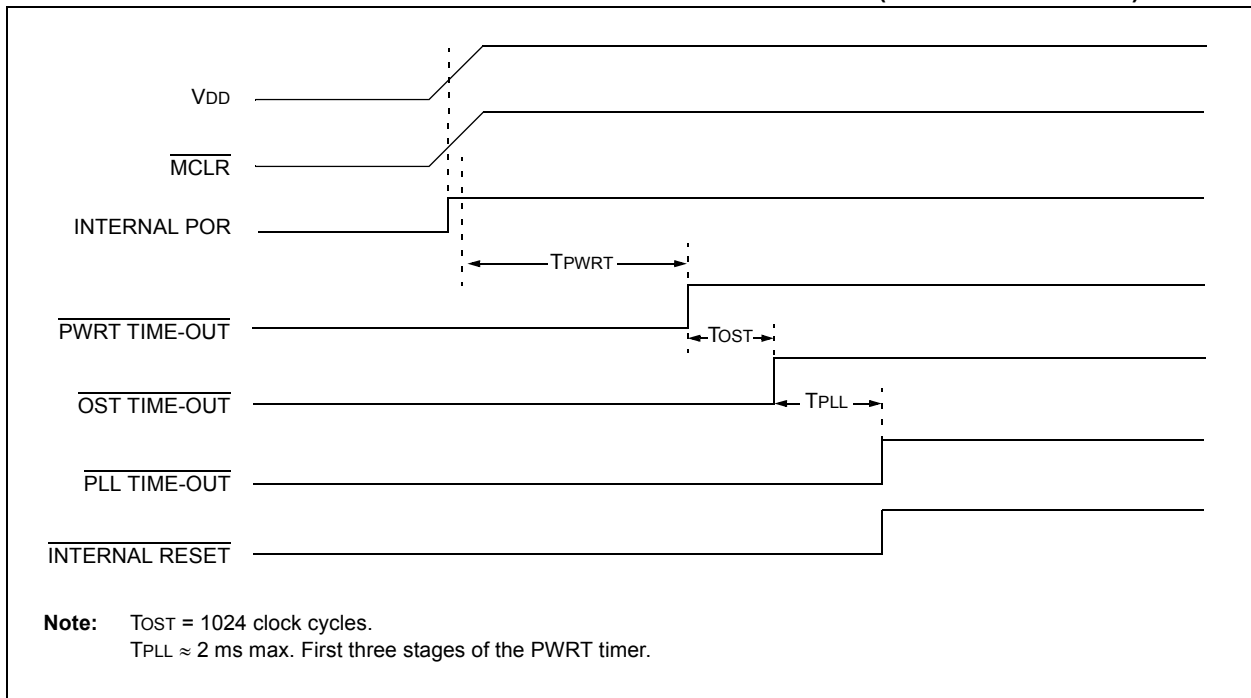 VDD
MCLR
INTERNAL POR
TPWRT
PWRT TIME-OUT
TOST
OST TIME-OUT
TPLL
PLL TIME-OUT
INTERNAL RESET
Note: TOST = 1024 clock cycles.
TPLL ≈ 2 ms max. First three stages of the PWRT timer.